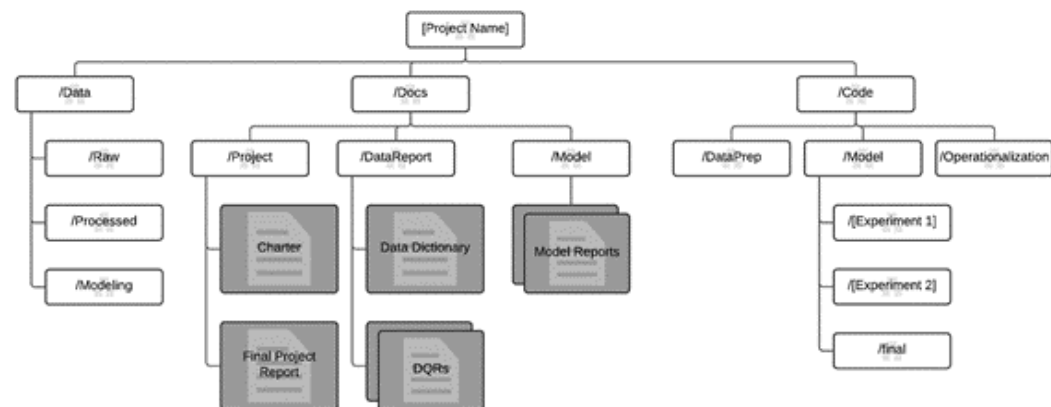 [Project Name]
/Data
/Docs
/Code
/Raw
/Project
/DataReport
/Model
/DataPrep
/Model
/Operationalization
/Processed
Charter
Data Dictionary
Model Reports
/[Experiment 1]
/Modeling
/[Experiment 2]
Final Project
Report
DQRs
/final